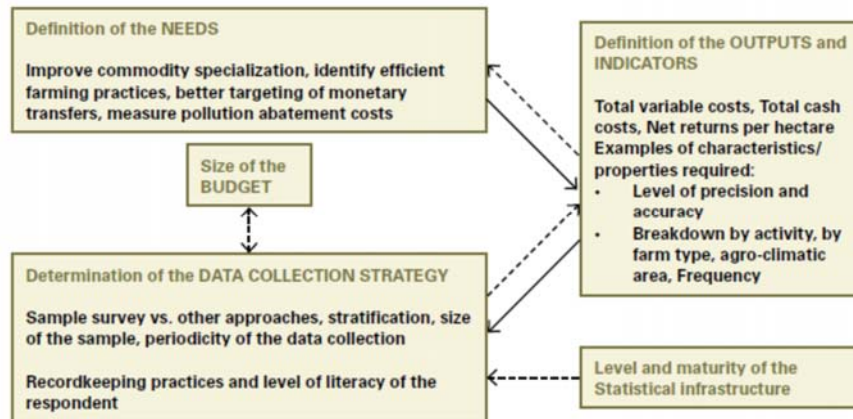 Definition of the NEEDS
Improve commodity specialization, identify efficient
farming practices, better targeting of monetary
transfers, measure pollution abatement costs
Size of the
BUDGET
Determination of the DATA COLLECTION STRATEGY
Sample survey vs. other approaches, stratification, size
of the sample, periodicity of the data collection
Recordkeeping practices and level of literacy of the
respondent
Definition of the OUTPUTS and
INDICATORS
Total variable costs, Total cash
costs, Net returns per hectare
Examples of characteristics/
properties required:
• Level of precision and
accuracy
• Breakdown by activity, by
farm type, agro-climatic
area, Frequency
Level and maturity of the
Statistical infrastructure